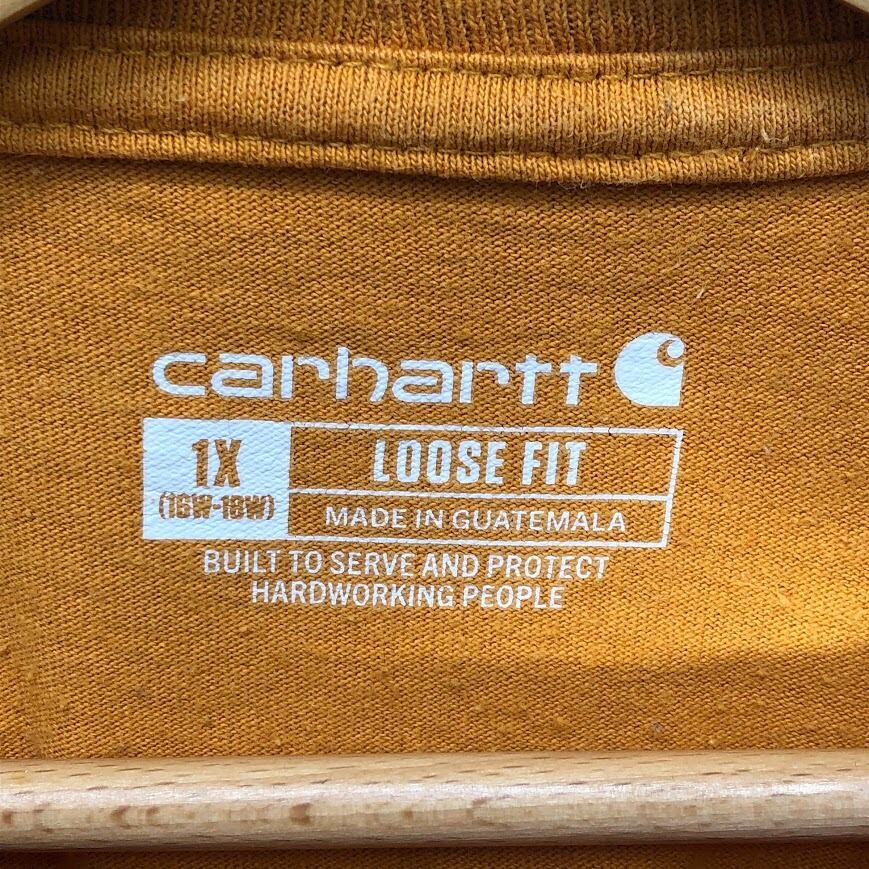 carhartt
1X
(16W-18W)
LOOSE FIT
MADE IN GUATEMALA
BUILT TO SERVE AND PROTECT
HARDWORKING PEOPLE